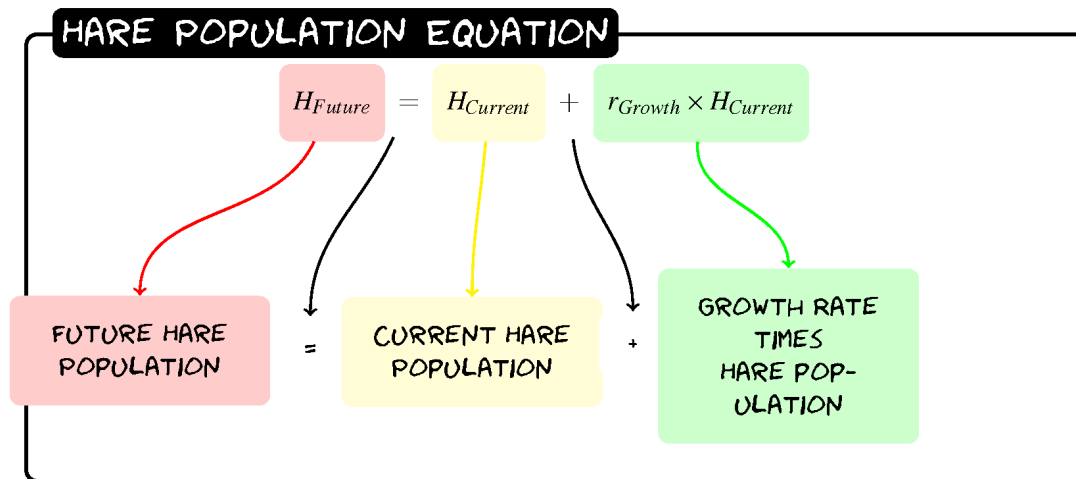 HARE POPULATION EQUATION
H_Future = H_Current + r_Growth × H_Current
FUTURE HARE
POPULATION
=
CURRENT HARE
POPULATION
+
GROWTH RATE
TIMES
HARE POP-
ULATION